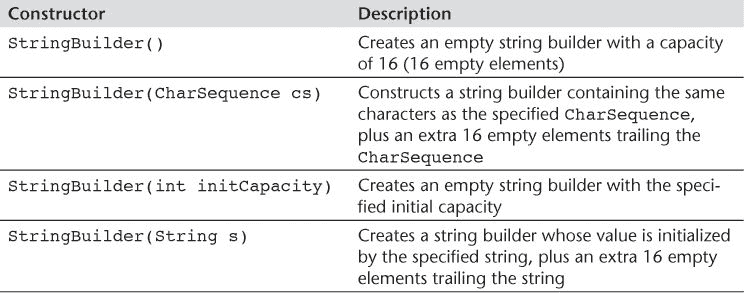 Constructor Description
StringBuilder() Creates an empty string builder with a capacity
of 16 (16 empty elements)
StringBuilder(CharSequence cs) Constructs a string builder containing the same
characters as the specified CharSequence,
plus an extra 16 empty elements trailing the
CharSequence
StringBuilder(int initCapacity) Creates an empty string builder with the speci-
fied initial capacity
StringBuilder(String s) Creates a string builder whose value is initialized
by the specified string, plus an extra 16 empty
elements trailing the string